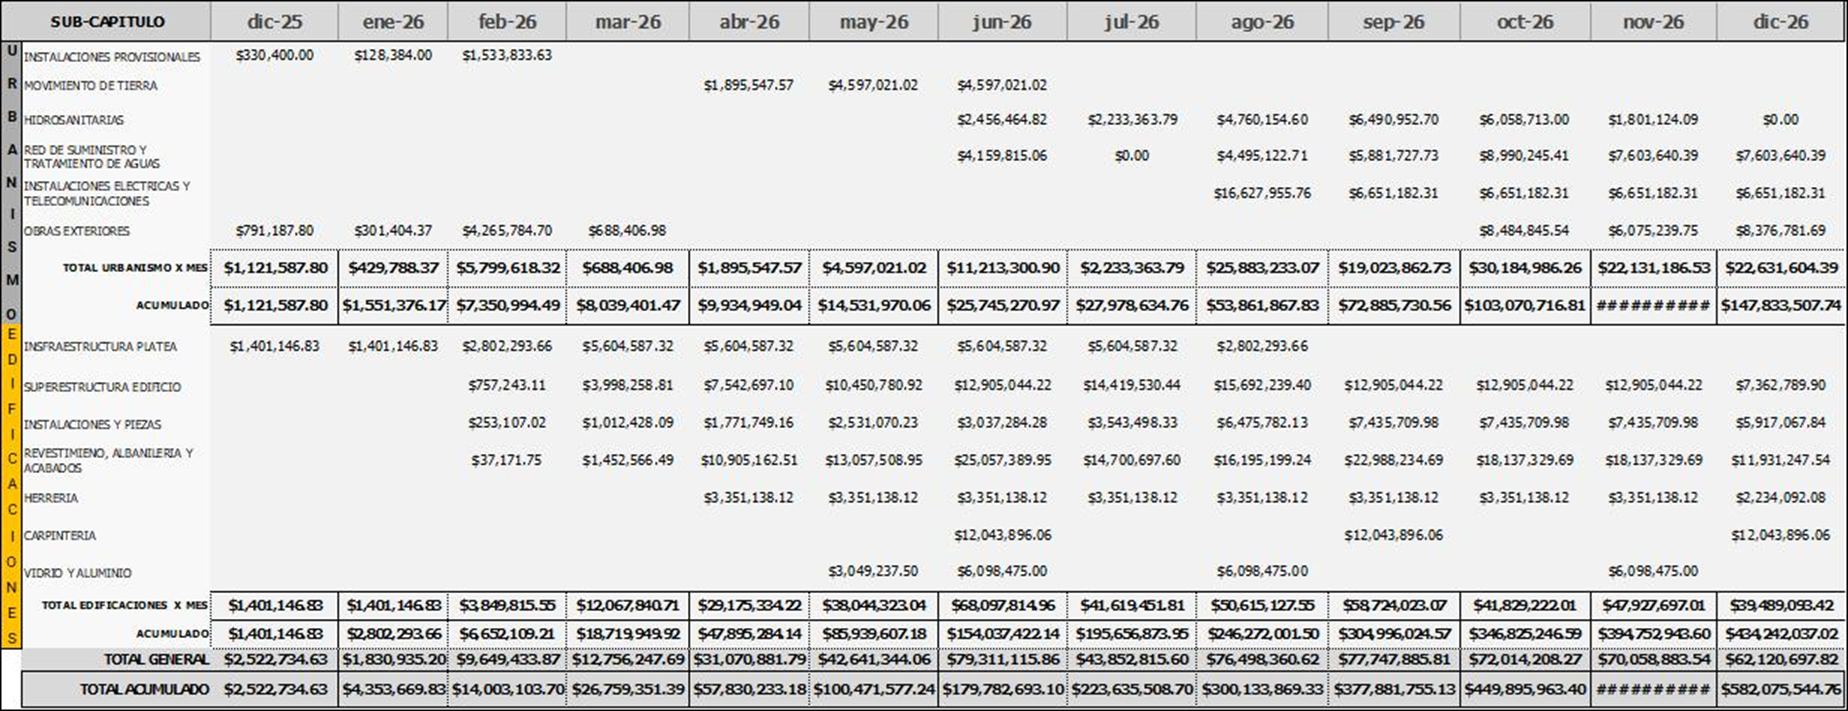 SUB-CAPITULO dic-25 ene-26 feb-26 mar-26 abr-26 may-26 jun-26 jul-26 ago-26 sep-26 oct-26 nov-26 dic-26
URBANISMO
INSTALACIONES PROVISIONALES $330,400.00 $128,384.00 $1,533,833.63
MOVIMIENTO DE TIERRA $1,895,547.57 $4,597,021.02 $4,597,021.02
HIDROSANITARIAS $2,456,464.82 $2,233,363.79 $4,760,154.60 $6,490,952.70 $6,058,713.00 $1,801,124.09 $0.00
RED DE SUMINISTRO Y
TRATAMIENTO DE AGUAS $4,159,815.06 $0.00 $4,495,122.71 $5,881,727.73 $8,990,245.41 $7,603,640.39 $7,603,640.39
INSTALACIONES ELECTRICAS Y
TELECOMUNICACIONES $16,627,955.76 $6,651,182.31 $6,651,182.31 $6,651,182.31 $6,651,182.31
OBRAS EXTERIORES $791,187.80 $301,404.37 $4,265,784.70 $688,406.98 $8,484,845.54 $6,075,239.75 $8,376,781.69
TOTAL URBANISMO X MES $1,121,587.80 $429,788.37 $5,799,618.32 $688,406.98 $1,895,547.57 $4,597,021.02 $11,213,300.90 $2,233,363.79 $25,883,233.07 $19,023,862.73 $30,184,986.26 $22,131,186.53 $22,631,604.39
ACUMULADO $1,121,587.80 $1,551,376.17 $7,350,994.49 $8,039,401.47 $9,934,949.04 $14,531,970.06 $25,745,270.97 $27,978,634.76 $53,861,867.83 $72,885,730.56 $103,070,716.81 ########## $147,833,507.74
EDIFICACIONES
INSFRAESTRUCTURA PLATEA $1,401,146.83 $1,401,146.83 $2,802,293.66 $5,604,587.32 $5,604,587.32 $5,604,587.32 $5,604,587.32 $5,604,587.32 $2,802,293.66
SUPERESTRUCTURA EDIFICIO $757,243.11 $3,998,258.81 $7,542,697.10 $10,450,780.92 $12,905,044.22 $14,419,530.44 $15,692,239.40 $12,905,044.22 $12,905,044.22 $12,905,044.22 $7,362,789.90
INSTALACIONES Y PIEZAS $253,107.02 $1,012,428.09 $1,771,749.16 $2,531,070.23 $3,037,284.28 $3,543,498.33 $6,475,782.13 $7,435,709.98 $7,435,709.98 $7,435,709.98 $5,917,067.84
REVESTIMIENO, ALBANILERIA Y
ACABADOS $37,171.75 $1,452,566.49 $10,905,162.51 $13,057,508.95 $25,057,389.95 $14,700,697.60 $16,195,199.24 $22,988,234.69 $18,137,329.69 $18,137,329.69 $11,931,247.54
HERRERIA $3,351,138.12 $3,351,138.12 $3,351,138.12 $3,351,138.12 $3,351,138.12 $3,351,138.12 $3,351,138.12 $3,351,138.12 $2,234,092.08
CARPINTERIA $12,043,896.06 $12,043,896.06 $12,043,896.06
VIDRIO Y ALUMINIO $3,049,237.50 $6,098,475.00 $6,098,475.00 $6,098,475.00
TOTAL EDIFICACIONES X MES $1,401,146.83 $1,401,146.83 $3,849,815.55 $12,067,840.71 $29,175,334.22 $38,044,323.04 $68,097,814.96 $41,619,451.81 $50,615,127.55 $58,724,023.07 $41,829,222.01 $47,927,697.01 $39,489,093.42
ACUMULADO $1,401,146.83 $2,802,293.66 $6,652,109.21 $18,719,949.92 $47,895,284.14 $85,939,607.18 $154,037,422.14 $195,656,873.95 $246,272,001.50 $304,996,024.57 $346,825,246.59 $394,752,943.60 $434,242,037.02
TOTAL GENERAL $2,522,734.63 $1,830,935.20 $9,649,433.87 $12,756,247.69 $31,070,881.79 $42,641,344.06 $79,311,115.86 $43,852,815.60 $76,498,360.62 $77,747,885.81 $72,014,208.27 $70,058,883.54 $62,120,697.82
TOTAL ACUMULADO $2,522,734.63 $4,353,669.83 $14,003,103.70 $26,759,351.39 $57,830,233.18 $100,471,577.24 $179,782,693.10 $223,635,508.70 $300,133,869.33 $377,881,755.13 $449,895,963.40 ########## $582,075,544.76